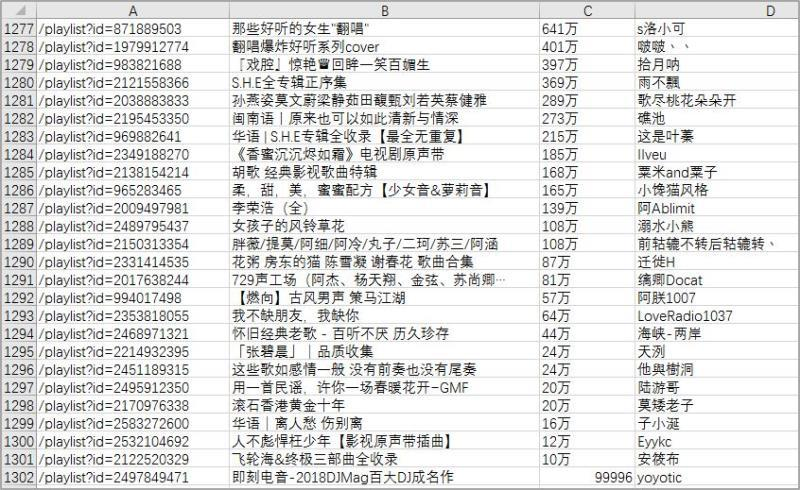 A B C D
1277 /playlist?id=871889503 那些好听的女生"翻唱" 641万 s洛小可
1278 /playlist?id=1979912774 翻唱爆炸好听系列cover 401万 啵啵丶丶
1279 /playlist?id=983821688 「戏腔」惊艳♛回眸一笑百媚生 397万 拾月呐
1280 /playlist?id=2121558366 S.H.E全专辑正序集 369万 雨不飄
1281 /playlist?id=2038883833 孙燕姿莫文蔚梁静茹田馥甄刘若英蔡健雅 289万 歌尽桃花朵朵开
1282 /playlist?id=2195453350 闽南语丨原来也可以如此清新与情深 273万 礁池
1283 /playlist?id=969882641 华语 | S.H.E专辑全收录【最全无重复】 215万 这是叶蓁
1284 /playlist?id=2349188270 《香蜜沉沉烬如霜》电视剧原声带 185万 Ilveu
1285 /playlist?id=2138154214 胡歌 经典影视歌曲特辑 168万 粟米and粟子
1286 /playlist?id=965283465 柔，甜，美，蜜蜜配方【少女音&萝莉音】 165万 小馋猫风格
1287 /playlist?id=2009497981 李荣浩（全） 139万 阿Ablimit
1288 /playlist?id=2489795437 女孩子的风铃草花 108万 溺水小熊
1289 /playlist?id=2150313354 胖薇/提莫/阿细/阿冷/丸子/二珂/苏三/阿涵 108万 前轱辘不转后轱辘转丶
1290 /playlist?id=2331414535 花粥 房东的猫 陈雪凝 谢春花 歌曲合集 87万 迁徙H
1291 /playlist?id=2017638244 729声工场（阿杰、杨天翔、金弦、苏尚卿… 81万 缡卿Docat
1292 /playlist?id=994017498 【燃向】古风男声 策马江湖 57万 阿朕1007
1293 /playlist?id=2353818055 我不缺朋友，我缺你 64万 LoveRadio1037
1294 /playlist?id=2468971321 怀旧经典老歌 - 百听不厌 历久珍存 44万 海峡-两岸
1295 /playlist?id=2214932395 「张碧晨」丨品质收集 24万 天洌
1296 /playlist?id=2451189315 这些歌如感情一般 没有前奏也没有尾奏 24万 他與樹洞
1297 /playlist?id=2495912350 用一首民谣，许你一场春暖花开-GMF 20万 陆游哥
1298 /playlist?id=2170976338 滚石香港黄金十年 20万 莫矮老子
1299 /playlist?id=2583272600 华语丨离人愁 伤别离 16万 子小涎
1300 /playlist?id=2532104692 人不彪悍枉少年【影视原声带插曲】 12万 Eyykc
1301 /playlist?id=2122520329 飞轮海&终极三部曲全收录 10万 安筱布
1302 /playlist?id=2497849471 即刻电音-2018DJMag百大DJ成名作 99996 yoyotic